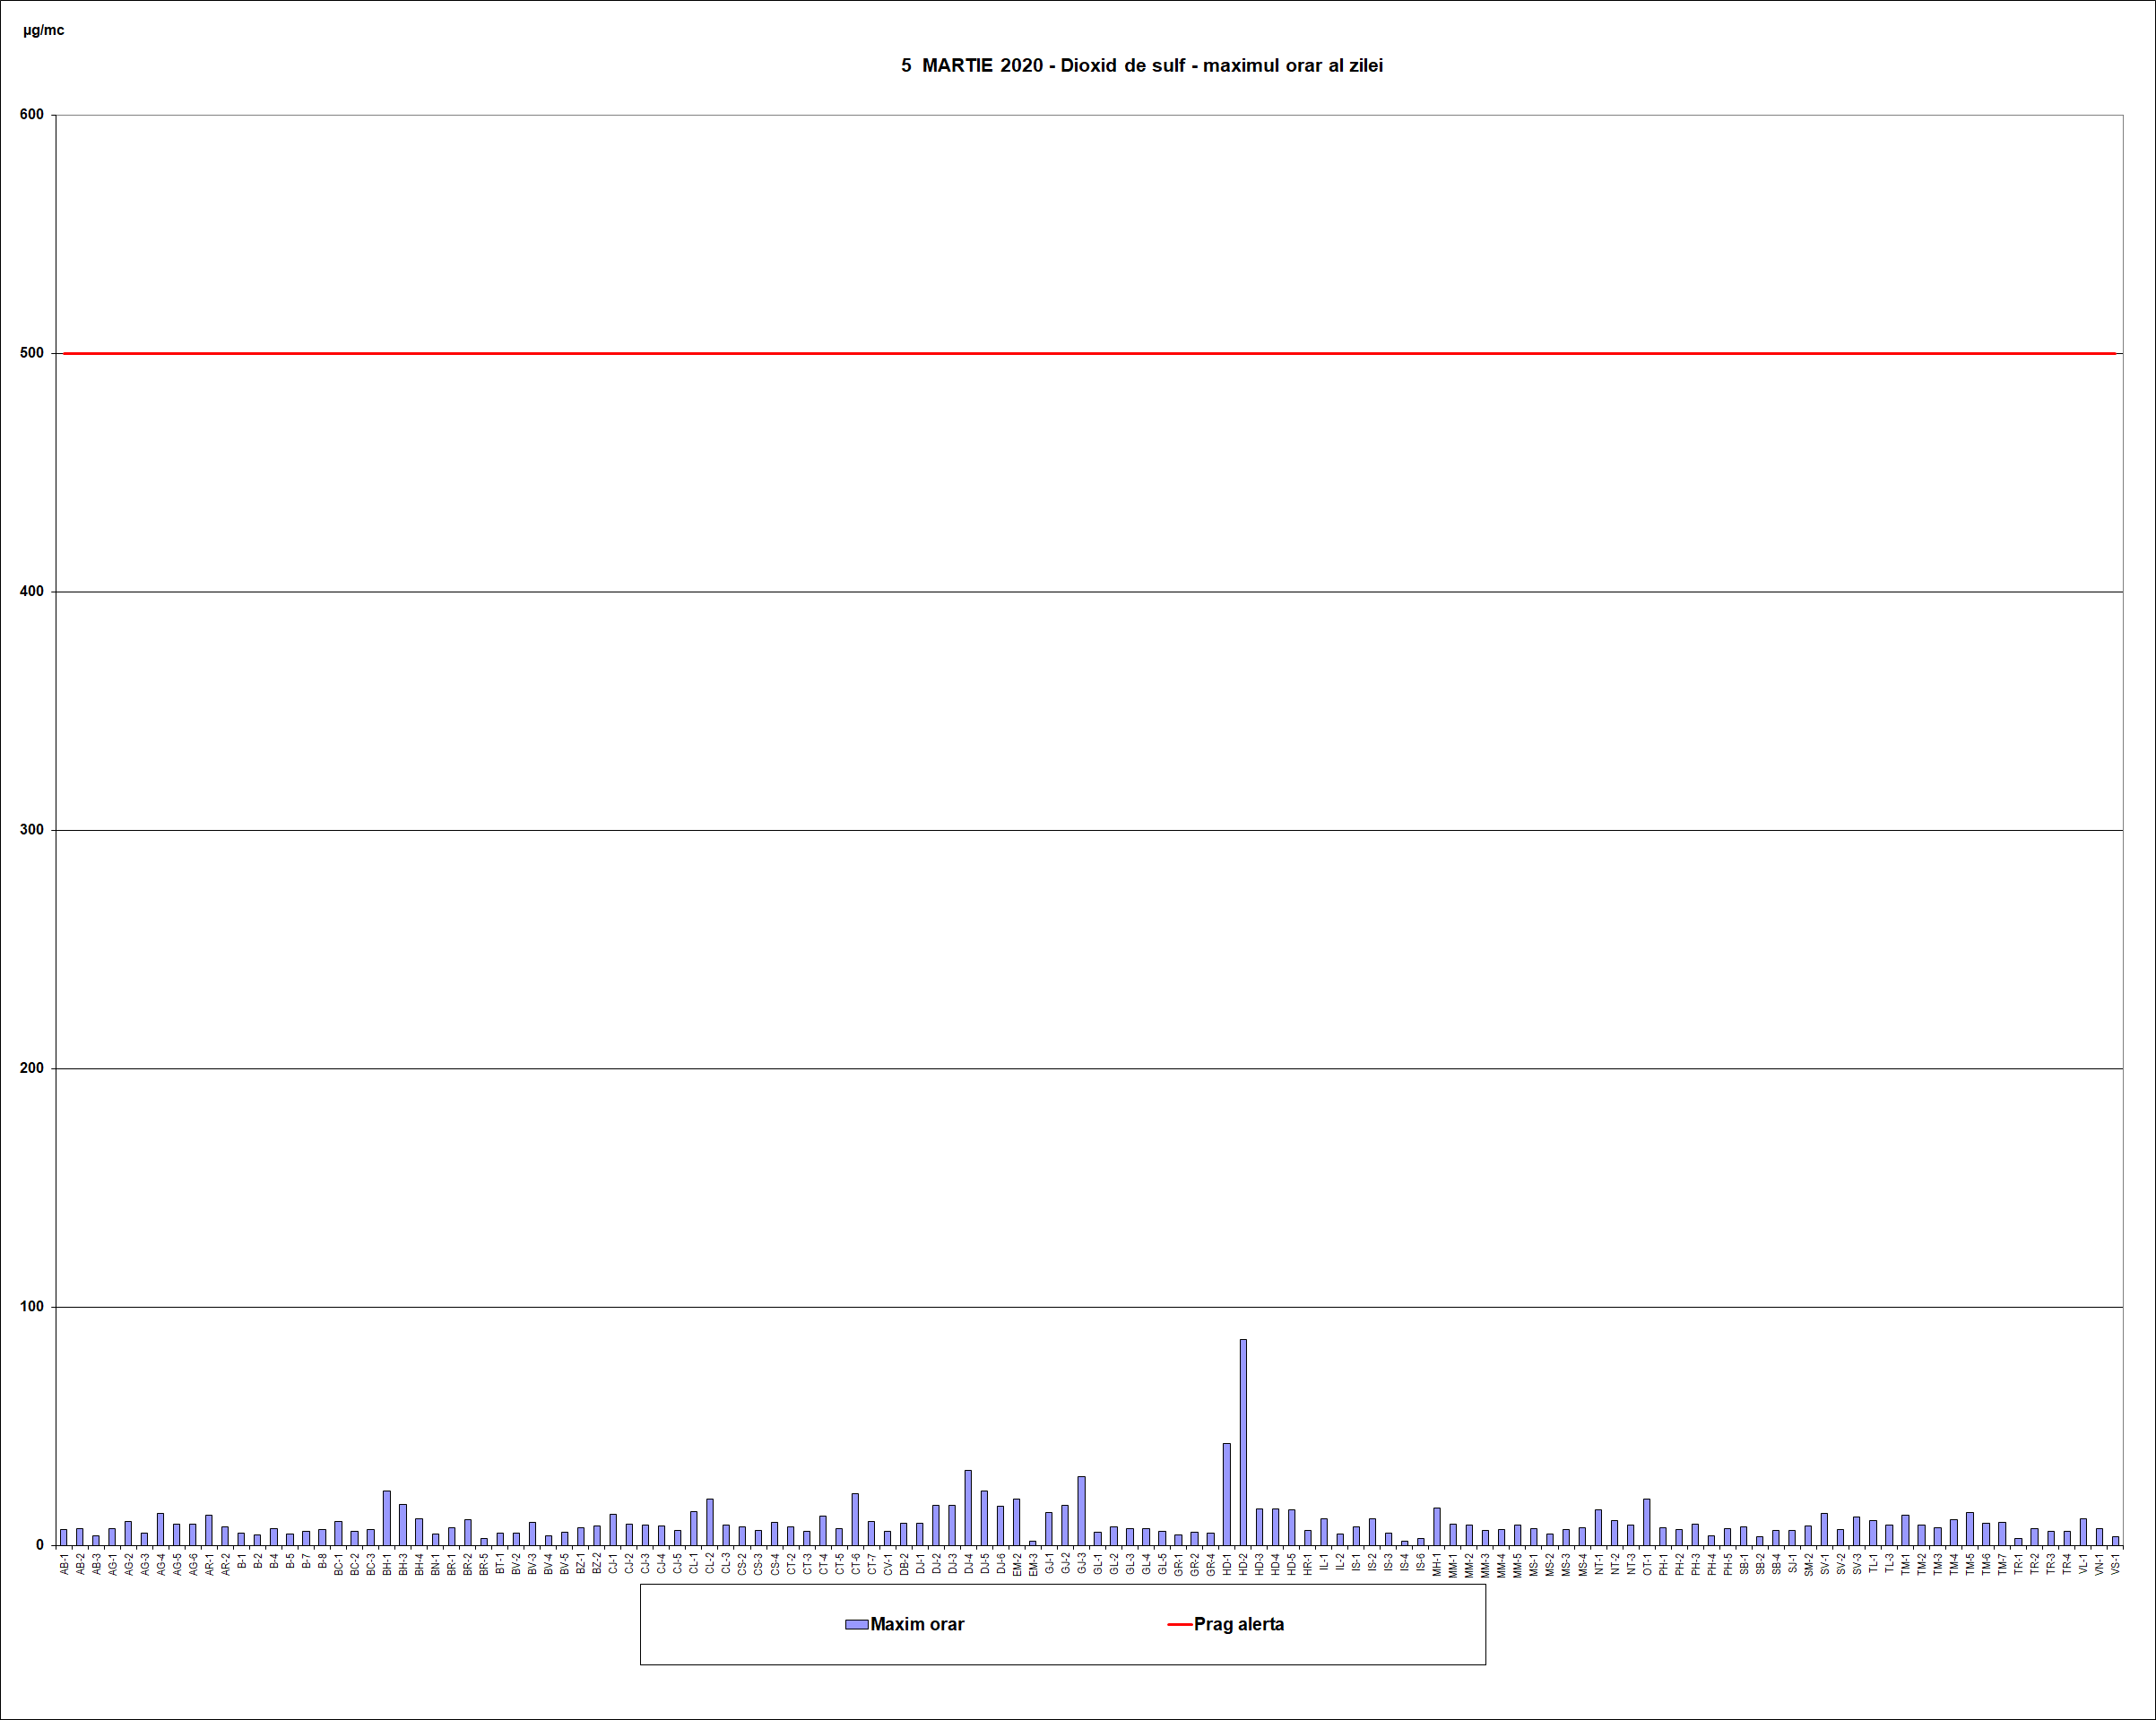 µg/mc
5 MARTIE 2020 - Dioxid de sulf - maximul orar al zilei
600
500
400
300
200
100
0
AB-1 AB-2 AB-3 AG-1 AG-2 AG-3 AG-4 AG-5 AG-6 AR-1 AR-2 B-1 B-2 B-4 B-5 B-7 B-8 BC-1 BC-2 BC-3 BH-1 BH-3 BH-4 BN-1 BR-1 BR-2 BR-5 BT-1 BV-2 BV-3 BV-4 BV-5 BZ-1 BZ-2 CJ-1 CJ-2 CJ-3 CJ-4 CJ-5 CL-1 CL-2 CL-3 CS-2 CS-3 CS-4 CT-2 CT-3 CT-4 CT-5 CT-6 CT-7 CV-1 DB-2 DJ-1 DJ-2 DJ-3 DJ-4 DJ-5 DJ-6 EM-2 EM-3 GJ-1 GJ-2 GJ-3 GL-1 GL-2 GL-3 GL-4 GL-5 GR-1 GR-2 GR-4 HD-1 HD-2 HD-3 HD-4 HD-5 HR-1 IL-1 IL-2 IS-1 IS-2 IS-3 IS-4 IS-6 MH-1 MM-1 MM-2 MM-3 MM-4 MM-5 MS-1 MS-2 MS-3 MS-4 NT-1 NT-2 NT-3 OT-1 PH-1 PH-2 PH-3 PH-4 PH-5 SB-1 SB-2 SB-4 SJ-1 SM-2 SV-1 SV-2 SV-3 TL-1 TL-3 TM-1 TM-2 TM-3 TM-4 TM-5 TM-6 TM-7 TR-1 TR-2 TR-3 TR-4 VL-1 VN-1 VS-1
Maxim orar Prag alerta